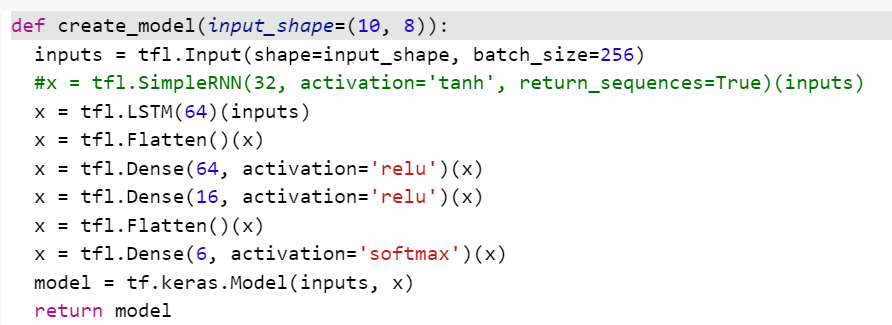 def create_model(input_shape=(10, 8)):
  inputs = tfl.Input(shape=input_shape, batch_size=256)
  #x = tfl.SimpleRNN(32, activation='tanh', return_sequences=True)(inputs)
  x = tfl.LSTM(64)(inputs)
  x = tfl.Flatten()(x)
  x = tfl.Dense(64, activation='relu')(x)
  x = tfl.Dense(16, activation='relu')(x)
  x = tfl.Flatten()(x)
  x = tfl.Dense(6, activation='softmax')(x)
  model = tf.keras.Model(inputs, x)
  return model